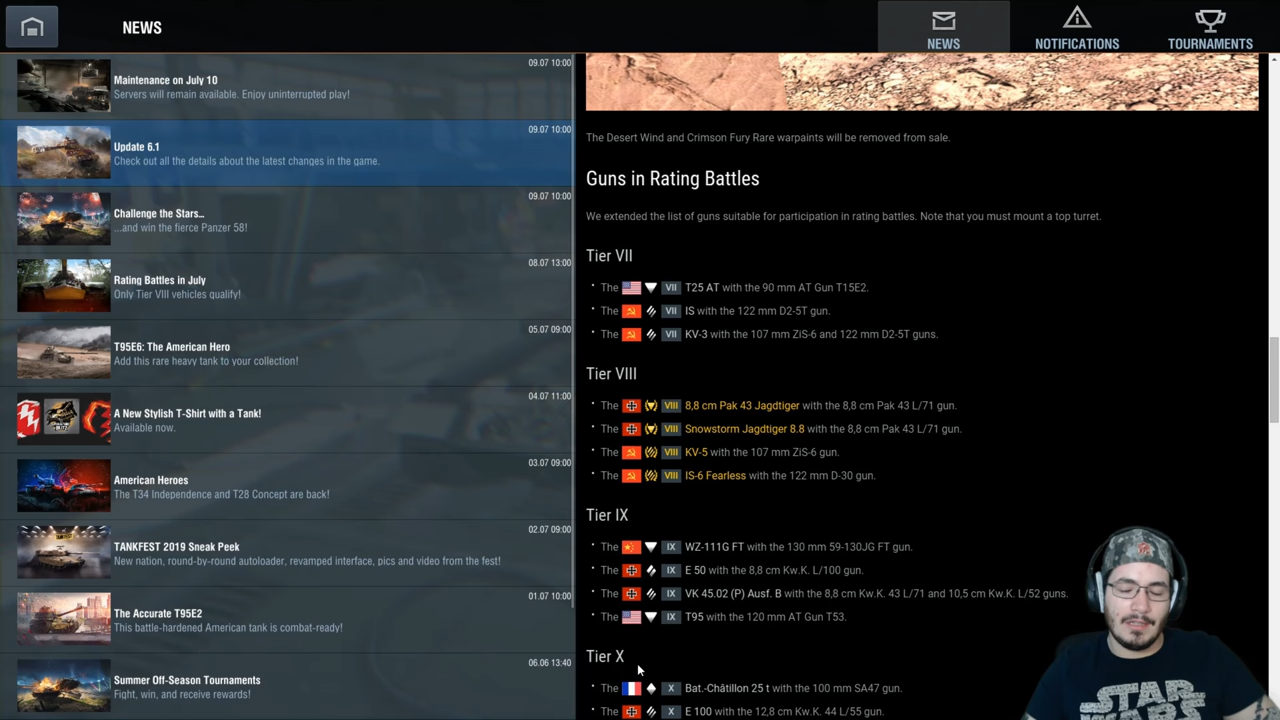 NEWS
NEWS
NOTIFICATIONS
TOURNAMENTS
09.07 10:00
Maintenance on July 10
Servers will remain available. Enjoy uninterrupted play!
09.07 10:00
Update 6.1
Check out all the details about the latest changes in the game.
09.07 10:00
Challenge the Stars...
...and win the fierce Panzer 58!
08.07 13:00
Rating Battles in July
Only Tier VIII vehicles qualify!
05.07 09:00
T95E6: The American Hero
Add this rare heavy tank to your collection!
04.07 11:00
A New Stylish T-Shirt with a Tank!
Available now.
03.07 09:00
American Heroes
The T34 Independence and T28 Concept are back!
02.07 09:00
TANKFEST 2019 Sneak Peek
New nation, round-by-round autoloader, revamped interface, pics and video from the fest!
01.07 10:00
The Accurate T95E2
This battle-hardened American tank is combat-ready!
06.06 13:40
Summer Off-Season Tournaments
Fight, win, and receive rewards!
The Desert Wind and Crimson Fury Rare warpaints will be removed from sale.
Guns in Rating Battles
We extended the list of guns suitable for participation in rating battles. Note that you must mount a top turret.
Tier VII
The VII T25 AT with the 90 mm AT Gun T15E2.
The VII IS with the 122 mm D2-5T gun.
The VII KV-3 with the 107 mm ZiS-6 and 122 mm D2-5T guns.
Tier VIII
The VIII 8,8 cm Pak 43 Jagdtiger with the 8,8 cm Pak 43 L/71 gun.
The VIII Snowstorm Jagdtiger 8.8 with the 8,8 cm Pak 43 L/71 gun.
The VIII KV-5 with the 107 mm ZiS-6 gun.
The VIII IS-6 Fearless with the 122 mm D-30 gun.
Tier IX
The IX WZ-111G FT with the 130 mm 59-130JG FT gun.
The IX E 50 with the 8,8 cm Kw.K. L/100 gun.
The IX VK 45.02 (P) Ausf. B with the 8,8 cm Kw.K. 43 L/71 and 10,5 cm Kw.K. L/52 guns.
The IX T95 with the 120 mm AT Gun T53.
Tier X
The X Bat.-Châtillon 25 t with the 100 mm SA47 gun.
The X E 100 with the 12,8 cm Kw.K. 44 L/55 gun.
STAR
WARS